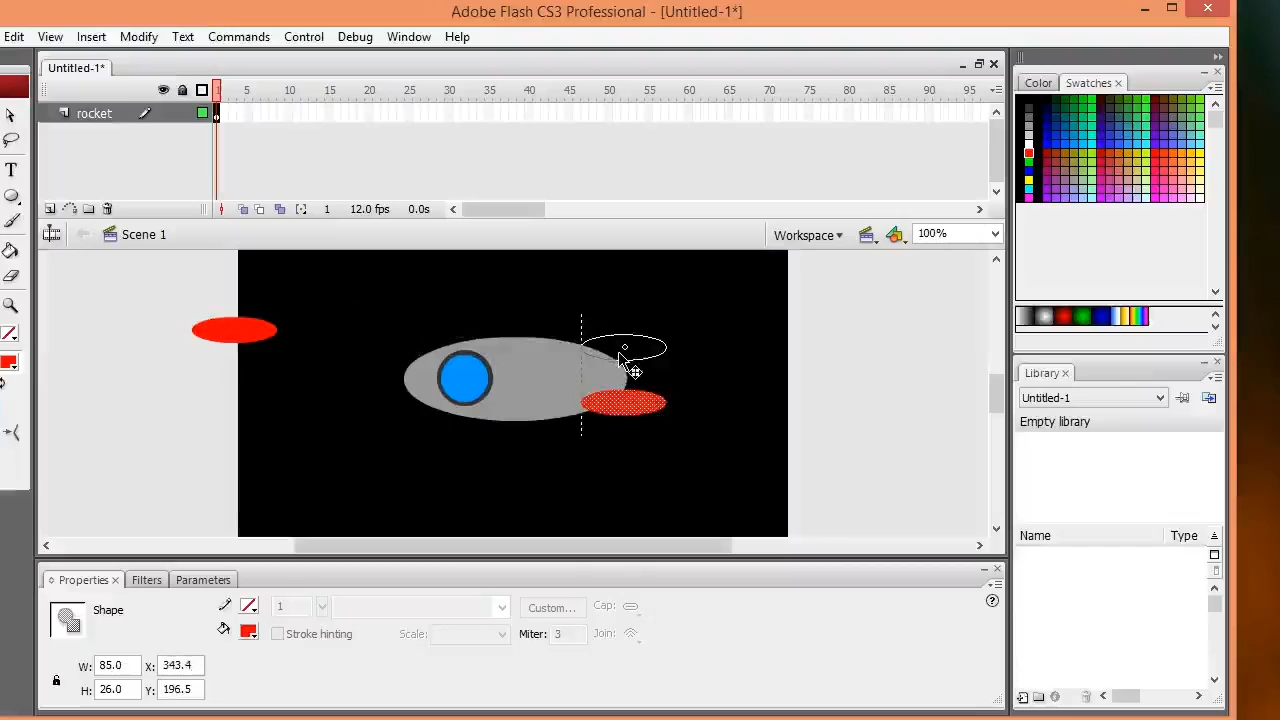 Adobe Flash CS3 Professional - [Untitled-1*]
Edit View Insert Modify Text Commands Control Debug Window Help
Untitled-1*
1 5 10 15 20 25 30 35 40 45 50 55 60 65 70 75 80 85 90 95
rocket
1 12.0 fps 0.0s
Scene 1
Workspace
100%
Color Swatches
Library
Untitled-1
Empty library
Name Type
Properties Filters Parameters
Shape
1
Custom...
Cap:
Stroke hinting
Scale:
Miter: 3
Join:
W: 85.0 X: 343.4
H: 26.0 Y: 196.5